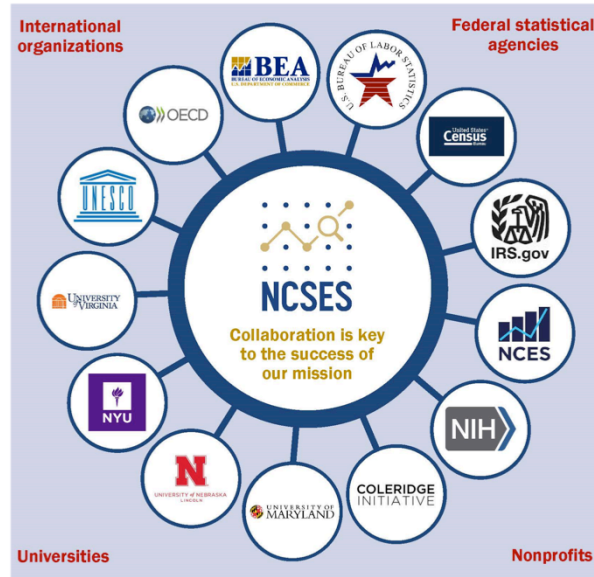 International
organizations
Federal statistical
agencies
BEA
BUREAU OF ECONOMIC ANALYSIS
U.S. DEPARTMENT OF COMMERCE
U.S. BUREAU OF LABOR STATISTICS
OECD
United States®
Census
Bureau
UNESCO
IRS.gov
UNIVERSITY
of VIRGINIA
NCSES
Collaboration is key
to the success of
our mission
NCES
NYU
NIH
N
UNIVERSITY of NEBRASKA
LINCOLN
UNIVERSITY OF
MARYLAND
COLERIDGE
INITIATIVE
Universities
Nonprofits